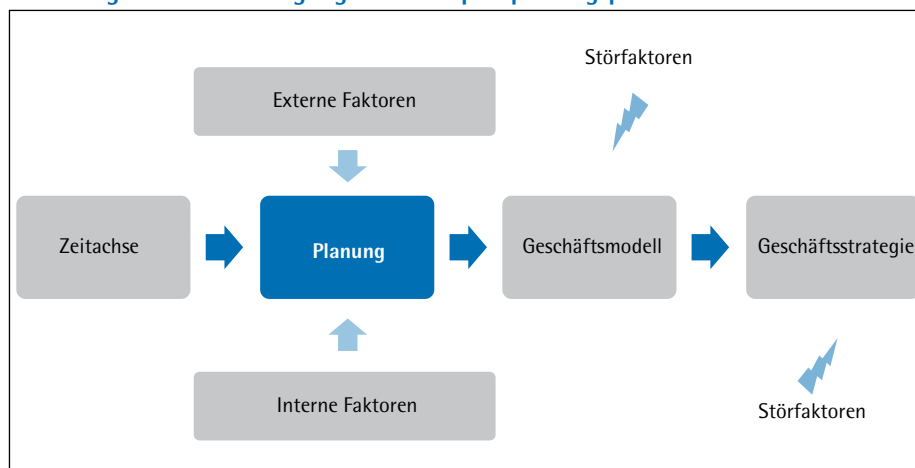 Störfaktoren
Externe Faktoren
Zeitachse
Planung
Geschäftsmodell
Geschäftsstrategie
Interne Faktoren
Störfaktoren